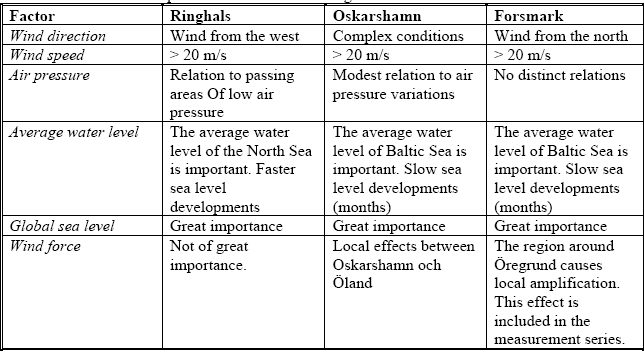 Factor Ringhals Oskarshamn Forsmark
Wind direction Wind from the west Complex conditions Wind from the north
Wind speed > 20 m/s > 20 m/s > 20 m/s
Air pressure Relation to passing areas Of low air pressure Modest relation to air pressure variations No distinct relations
Average water level The average water level of the North Sea is important. Faster sea level developments The average water level of Baltic Sea is important. Slow sea level developments (months) The average water level of Baltic Sea is important. Slow sea level developments (months)
Global sea level Great importance Great importance Great importance
Wind force Not of great importance. Local effects between Oskarshamn och Öland The region around Öregrund causes local amplification. This effect is included in the measurement series.